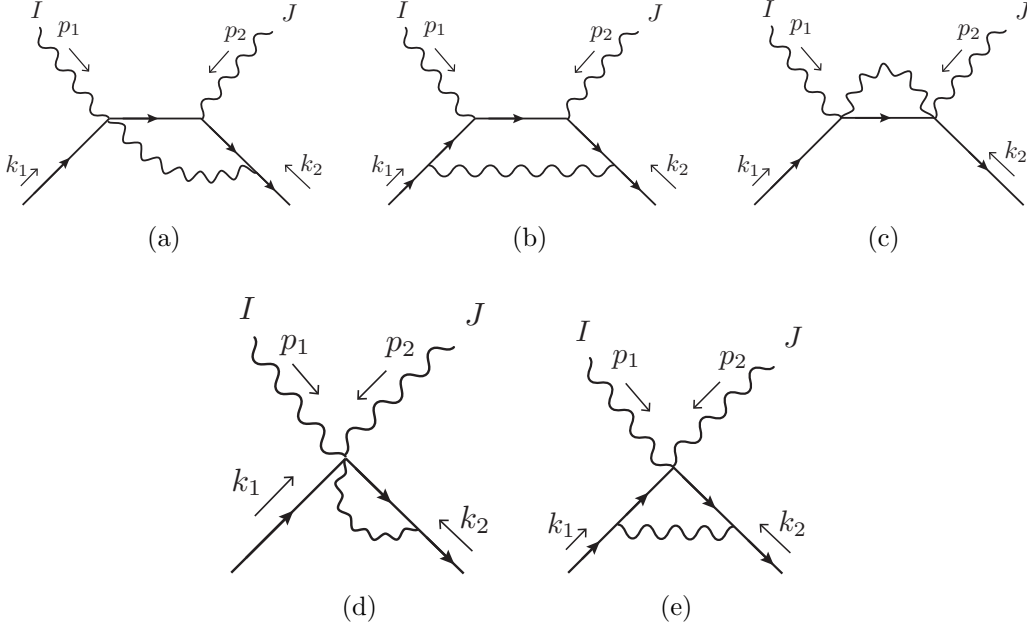 I J I J I J
p₁ p₂ p₁ p₂ p₁ p₂
k₁ k₂ k₁ k₂ k₁ k₂
(a) (b) (c)
I J I J
p₁ p₂ p₁ p₂
k₁ k₂ k₁ k₂
(d) (e)